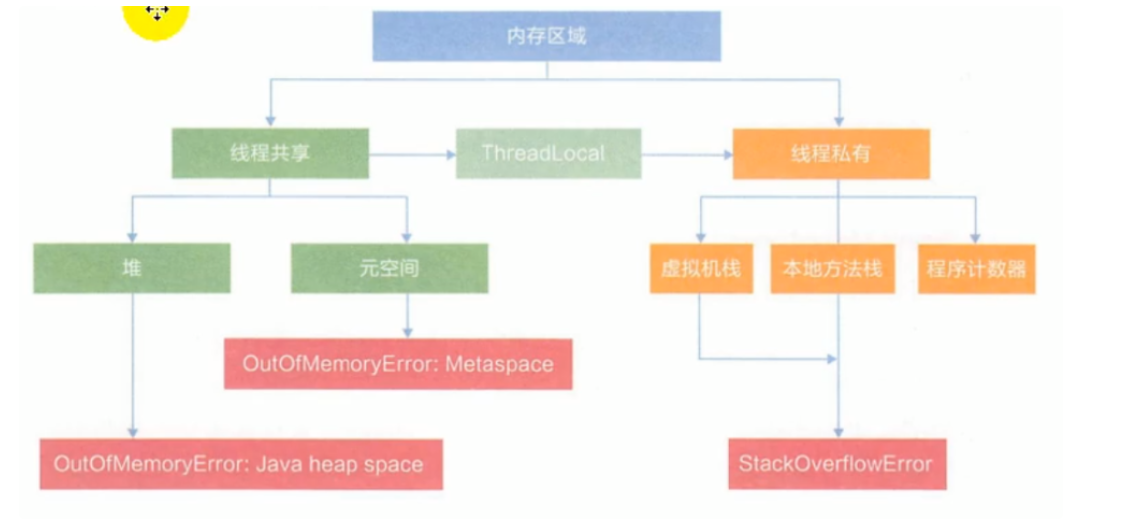 内存区域
线程共享
ThreadLocal
线程私有
堆
元空间
虚拟机栈
本地方法栈
程序计数器
OutOfMemoryError: Metaspace
OutOfMemoryError: Java heap space
StackOverflowError